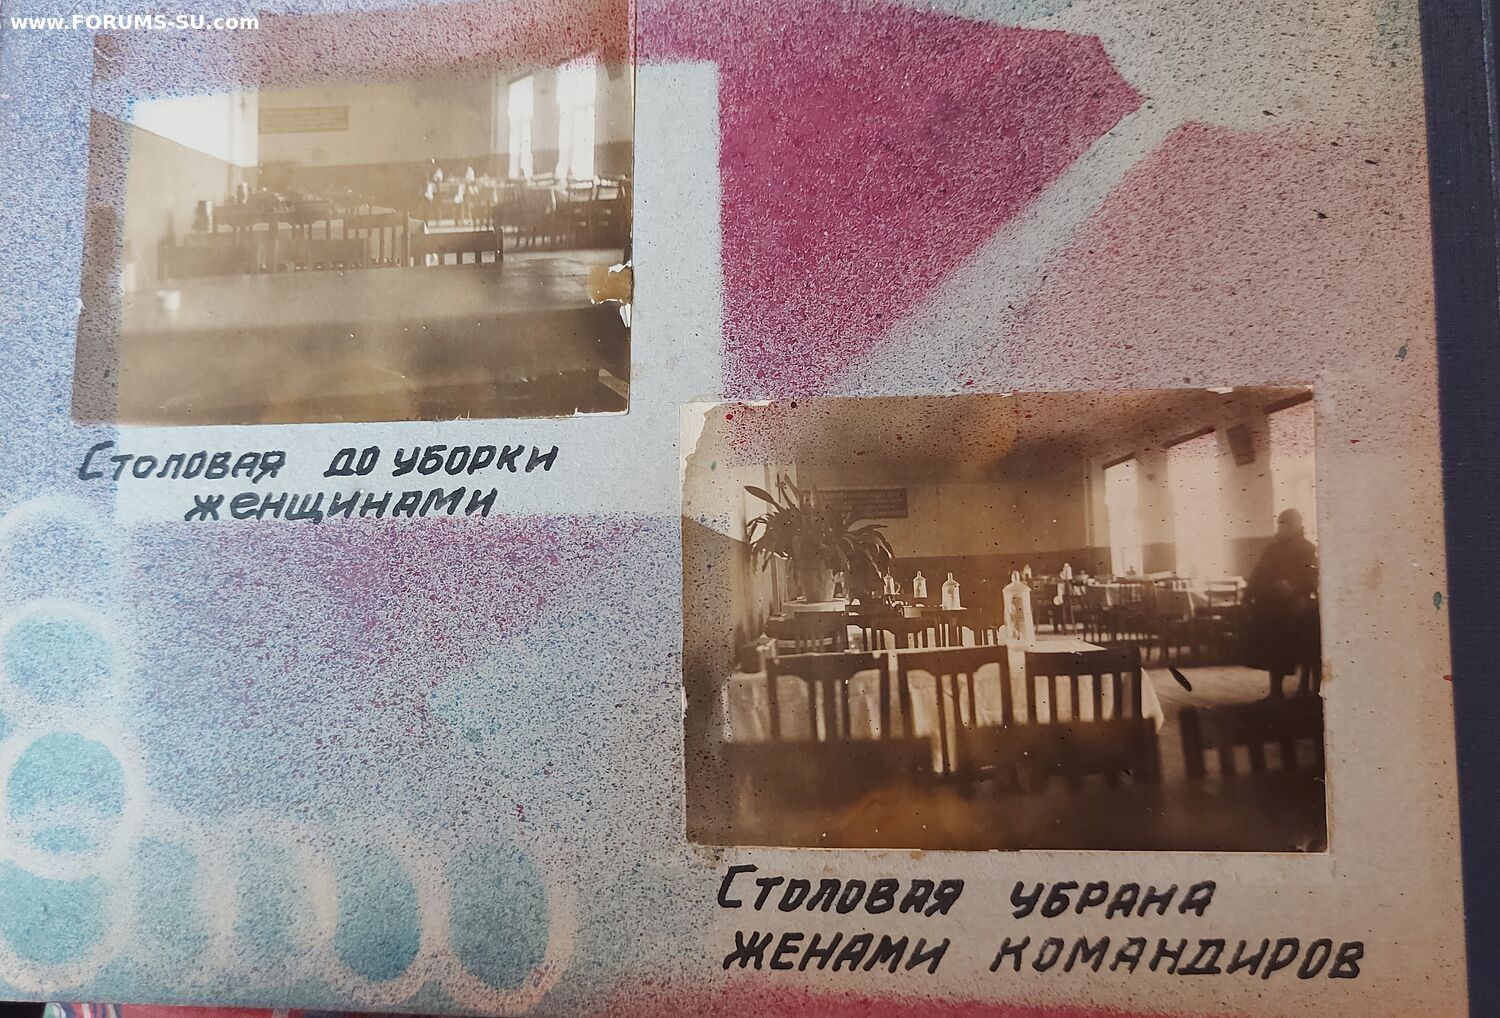 www.FORUMS-SU.com
Столовая до уборки
женщинами
Столовая убрана
женами командиров